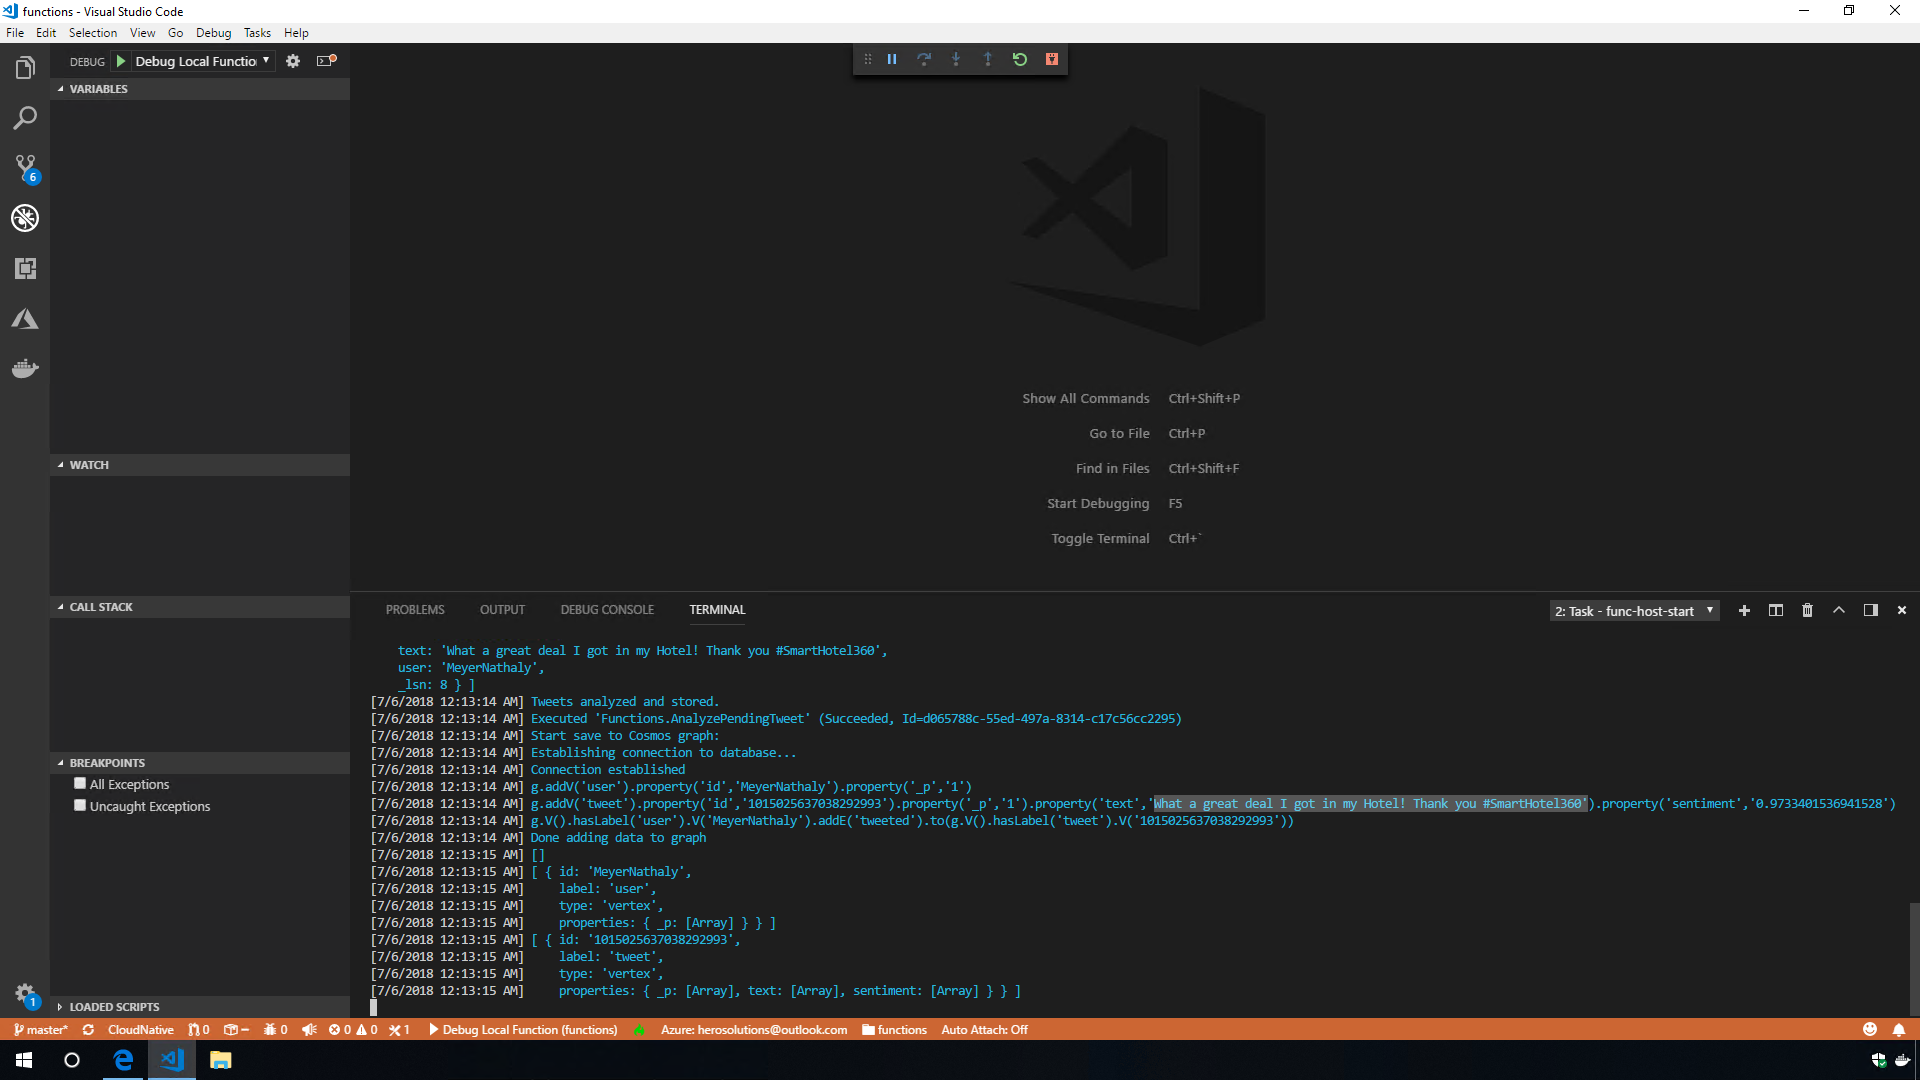 functions - Visual Studio Code
File Edit Selection View Go Debug Tasks Help
DEBUG Debug Local Functio
VARIABLES
WATCH
CALL STACK
BREAKPOINTS
All Exceptions
Uncaught Exceptions
LOADED SCRIPTS
6
1
Show All Commands Ctrl+Shift+P
Go to File Ctrl+P
Find in Files Ctrl+Shift+F
Start Debugging F5
Toggle Terminal Ctrl+`
PROBLEMS OUTPUT DEBUG CONSOLE TERMINAL 2: Task - func-host-start
text: 'What a great deal I got in my Hotel! Thank you #SmartHotel360',
user: 'MeyerNathaly',
_lsn: 8 } ]
[7/6/2018 12:13:14 AM] Tweets analyzed and stored.
[7/6/2018 12:13:14 AM] Executed 'Functions.AnalyzePendingTweet' (Succeeded, Id=d065788c-55ed-497a-8314-c17c56cc2295)
[7/6/2018 12:13:14 AM] Start save to Cosmos graph:
[7/6/2018 12:13:14 AM] Establishing connection to database...
[7/6/2018 12:13:14 AM] Connection established
[7/6/2018 12:13:14 AM] g.addV('user').property('id','MeyerNathaly').property('_p','1')
[7/6/2018 12:13:14 AM] g.addV('tweet').property('id','1015025637038292993').property('_p','1').property('text','What a great deal I got in my Hotel! Thank you #SmartHotel360').property('sentiment','0.9733401536941528')
[7/6/2018 12:13:14 AM] g.V().hasLabel('user').V('MeyerNathaly').addE('tweeted').to(g.V().hasLabel('tweet').V('1015025637038292993'))
[7/6/2018 12:13:14 AM] Done adding data to graph
[7/6/2018 12:13:15 AM] []
[7/6/2018 12:13:15 AM] [ { id: 'MeyerNathaly',
[7/6/2018 12:13:15 AM] label: 'user',
[7/6/2018 12:13:15 AM] type: 'vertex',
[7/6/2018 12:13:15 AM] properties: { _p: [Array] } } ]
[7/6/2018 12:13:15 AM] [ { id: '1015025637038292993',
[7/6/2018 12:13:15 AM] label: 'tweet',
[7/6/2018 12:13:15 AM] type: 'vertex',
[7/6/2018 12:13:15 AM] properties: { _p: [Array], text: [Array], sentiment: [Array] } } ]
master* CloudNative 0 − 0 0 0 1 Debug Local Function (functions) Azure: herosolutions@outlook.com functions Auto Attach: Off